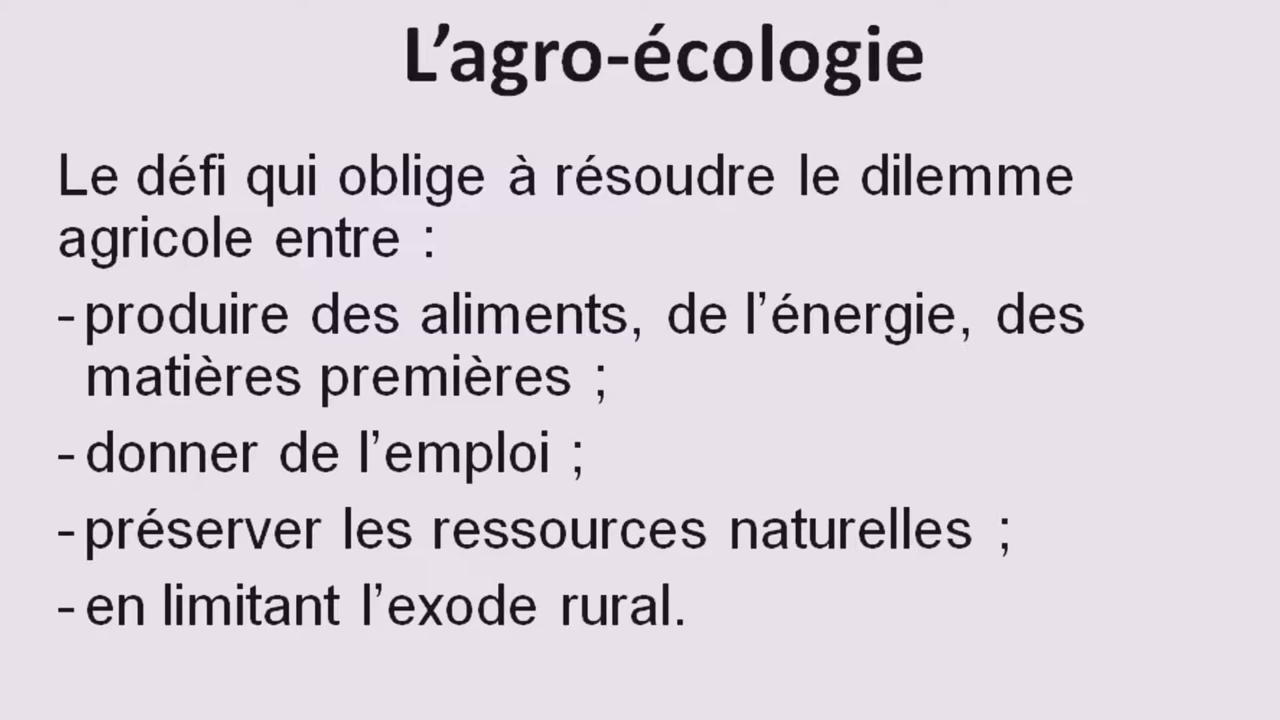 L’agro-écologie
Le défi qui oblige à résoudre le dilemme
agricole entre :
- produire des aliments, de l’énergie, des
matières premières ;
- donner de l’emploi ;
- préserver les ressources naturelles ;
- en limitant l’exode rural.